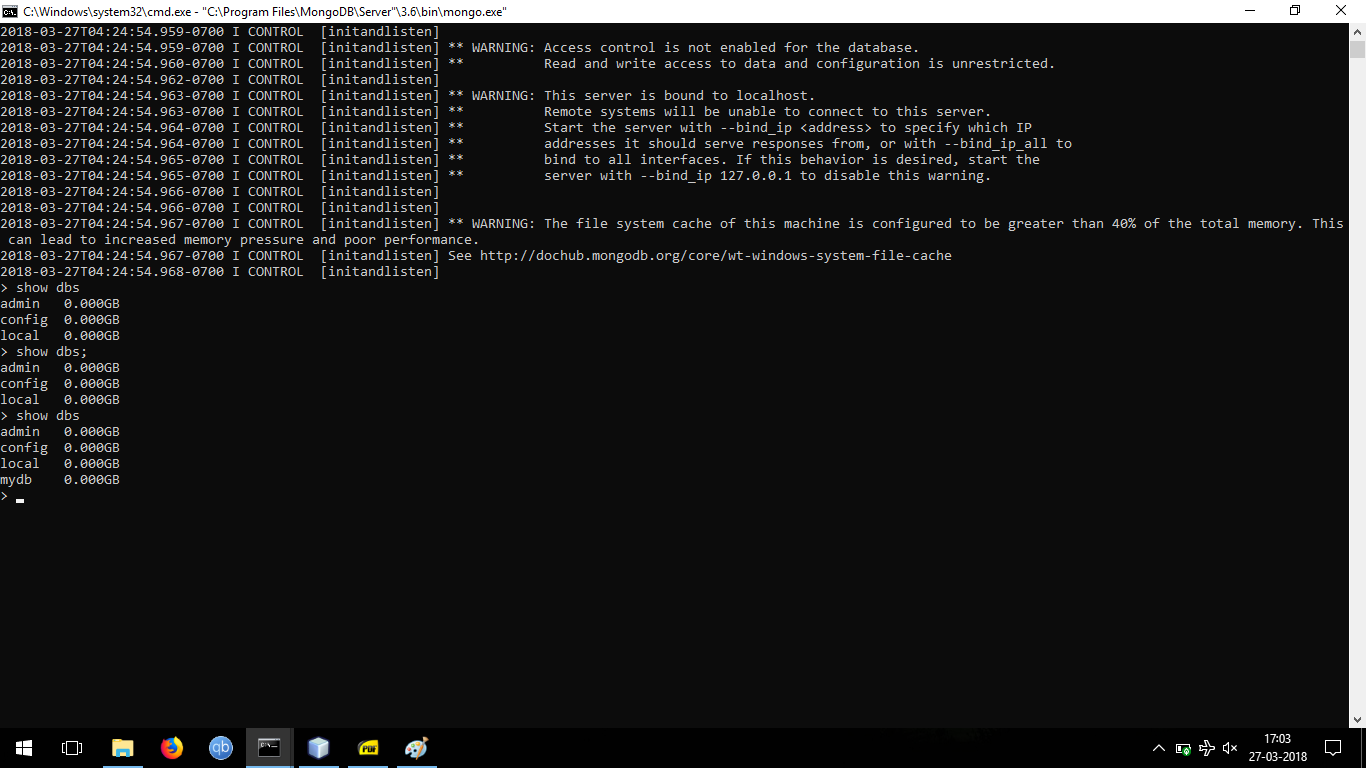 C:\Windows\system32\cmd.exe - "C:\Program Files\MongoDB\Server"\3.6\bin\mongo.exe"
2018-03-27T04:24:54.959-0700 I CONTROL  [initandlisten]
2018-03-27T04:24:54.959-0700 I CONTROL  [initandlisten] ** WARNING: Access control is not enabled for the database.
2018-03-27T04:24:54.960-0700 I CONTROL  [initandlisten] **          Read and write access to data and configuration is unrestricted.
2018-03-27T04:24:54.962-0700 I CONTROL  [initandlisten]
2018-03-27T04:24:54.963-0700 I CONTROL  [initandlisten] ** WARNING: This server is bound to localhost.
2018-03-27T04:24:54.963-0700 I CONTROL  [initandlisten] **          Remote systems will be unable to connect to this server.
2018-03-27T04:24:54.964-0700 I CONTROL  [initandlisten] **          Start the server with --bind_ip <address> to specify which IP
2018-03-27T04:24:54.964-0700 I CONTROL  [initandlisten] **          addresses it should serve responses from, or with --bind_ip_all to
2018-03-27T04:24:54.965-0700 I CONTROL  [initandlisten] **          bind to all interfaces. If this behavior is desired, start the
2018-03-27T04:24:54.965-0700 I CONTROL  [initandlisten] **          server with --bind_ip 127.0.0.1 to disable this warning.
2018-03-27T04:24:54.966-0700 I CONTROL  [initandlisten]
2018-03-27T04:24:54.966-0700 I CONTROL  [initandlisten]
2018-03-27T04:24:54.967-0700 I CONTROL  [initandlisten] ** WARNING: The file system cache of this machine is configured to be greater than 40% of the total memory. This
 can lead to increased memory pressure and poor performance.
2018-03-27T04:24:54.967-0700 I CONTROL  [initandlisten] See http://dochub.mongodb.org/core/wt-windows-system-file-cache
2018-03-27T04:24:54.968-0700 I CONTROL  [initandlisten]
> show dbs
admin   0.000GB
config  0.000GB
local   0.000GB
> show dbs;
admin   0.000GB
config  0.000GB
local   0.000GB
> show dbs
admin   0.000GB
config  0.000GB
local   0.000GB
mydb    0.000GB
>
qb
PDF
17:03
27-03-2018